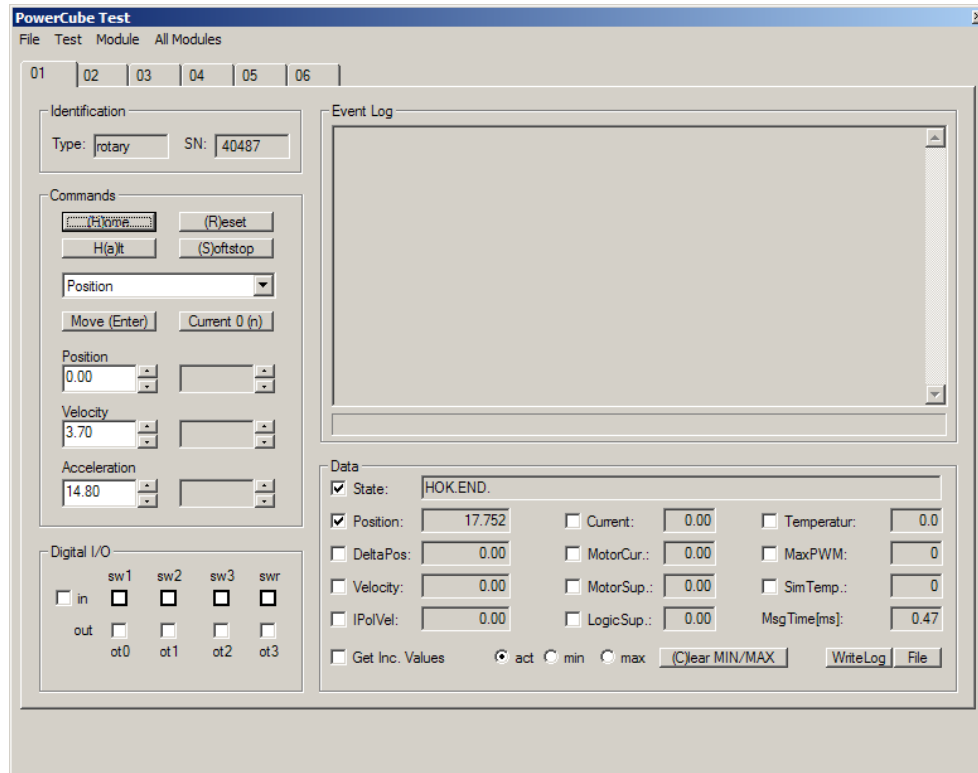 PowerCube Test
File Test Module All Modules
01 02 03 04 05 06
Identification
Type: rotary SN: 40487
Commands
(H)ome (R)eset
H(a)lt (S)oftstop
Position
Move (Enter) Current 0 (n)
Position
0.00
Velocity
3.70
Acceleration
14.80
Digital I/O
sw1 sw2 sw3 swr
in
out
ot0 ot1 ot2 ot3
Event Log
Data
State: HOK.END.
Position: 17.752 Current: 0.00 Temperatur: 0.0
DeltaPos: 0.00 MotorCur.: 0.00 MaxPWM: 0
Velocity: 0.00 MotorSup.: 0.00 SimTemp.: 0
IPolVel: 0.00 LogicSup.: 0.00 MsgTime[ms]: 0.47
Get Inc. Values act min max (C)lear MIN/MAX WriteLog File